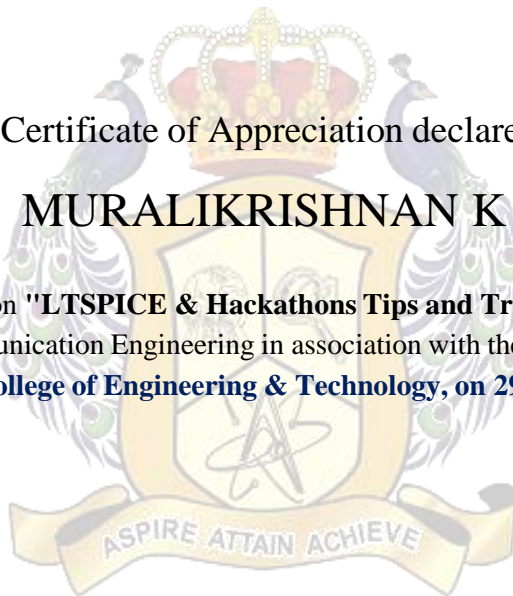 Certificate of Appreciation declare
MURALIKRISHNAN K
on "LTSPICE & Hackathons Tips and Tr
unication Engineering in association with the
ollege of Engineering & Technology, on 29
ASPIRE ATTAIN ACHIEVE